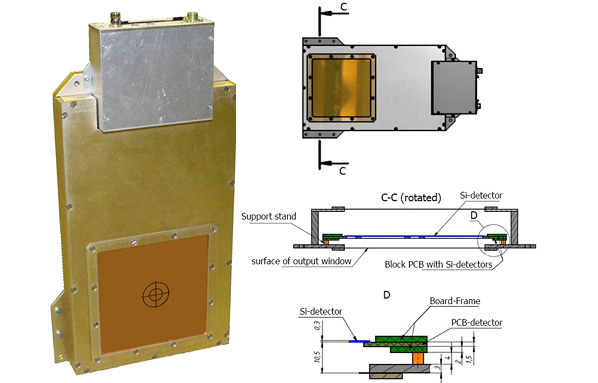 C
C
C-C (rotated)
Si-detector
D
Support stand
surface of output window
Block PCB with Si-detectors
D
Si-detector
Board-Frame
PCB-detector
0,3
10,5
3
4
2
1,5